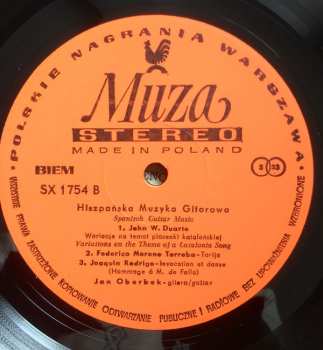 POLSKIE NAGRANIA WARSZAWA
Muza
STEREO
MADE IN POLAND
BIEM
3 33
SX 1754 B
Hiszpańska Muzyka Gitarowa
Spanish Guitar Music
1. John W. Duarte
Wariacje na temat piosenki katalońskiej
Variations on the Theme of a Catalonia Song
2. Federico Moreno Torroba - Torija
3. Joaquin Rodrigo - Invocation et danse
(Hommage à M. de Falla)
Jan Oberbek - gitara/guitar
WSZELKIE PRAWA ZASTRZEŻONE KOPIOWANIE ODTWARZANIE PUBLICZNE I RADIOWE BEZ UPOWAŻNIENIA WZBRONIONE